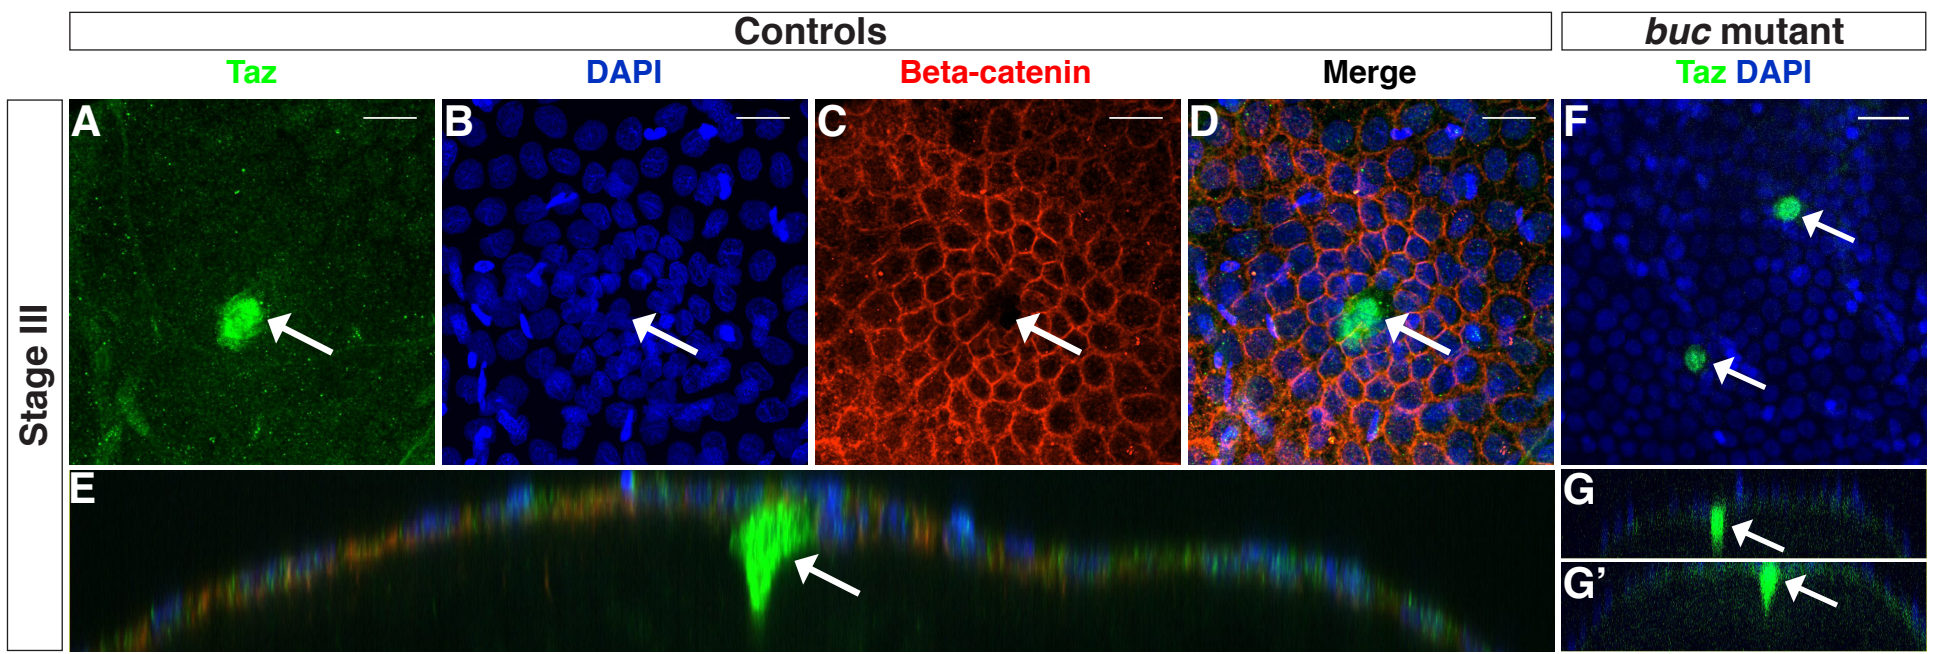 Controls
buc mutant
Taz
DAPI
Beta-catenin
Merge
Taz DAPI
Stage III
A
B
C
D
F
E
G
G’